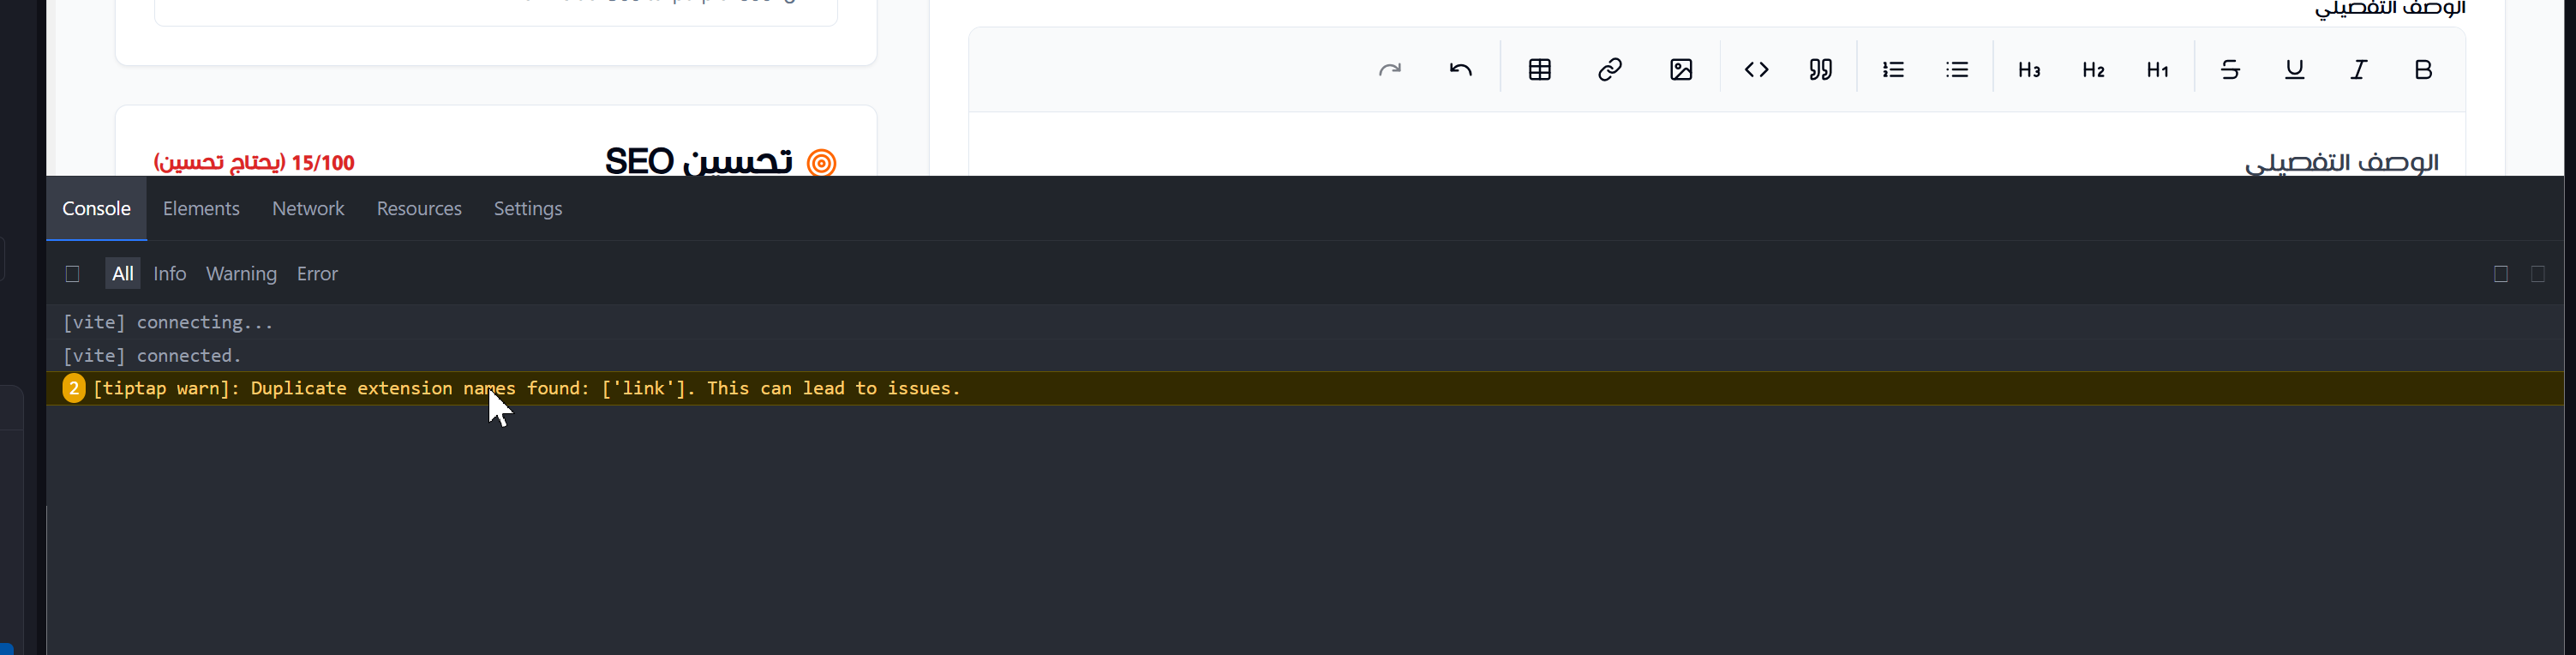 الوصف التفصيلي
H1 H2 H3
الوصف التفصيلي
تحسين SEO
15/100 (يحتاج تحسين)
Console Elements Network Resources Settings
All Info Warning Error
[vite] connecting...
[vite] connected.
2 [tiptap warn]: Duplicate extension names found: ['link']. This can lead to issues.